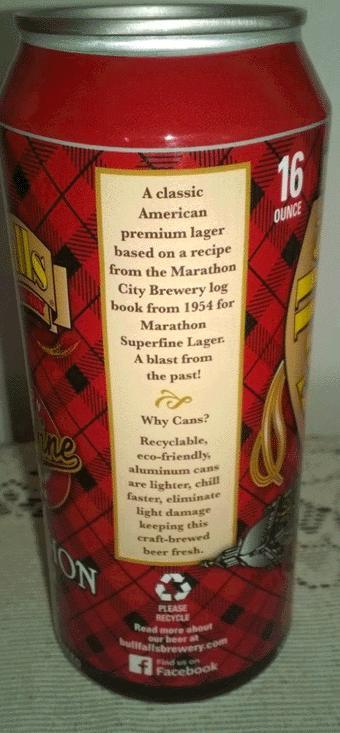 16
OUNCE
A classic
American
premium lager
based on a recipe
from the Marathon
City Brewery log
book from 1954 for
Marathon
Superfine Lager.
A blast from
the past!
Why Cans?
Recyclable,
eco-friendly,
aluminum cans
are lighter, chill
faster, eliminate
light damage
keeping this
craft-brewed
beer fresh.
PLEASE
RECYCLE
Read more about
our beer at
bullfallsbrewery.com
f Find us on
Facebook